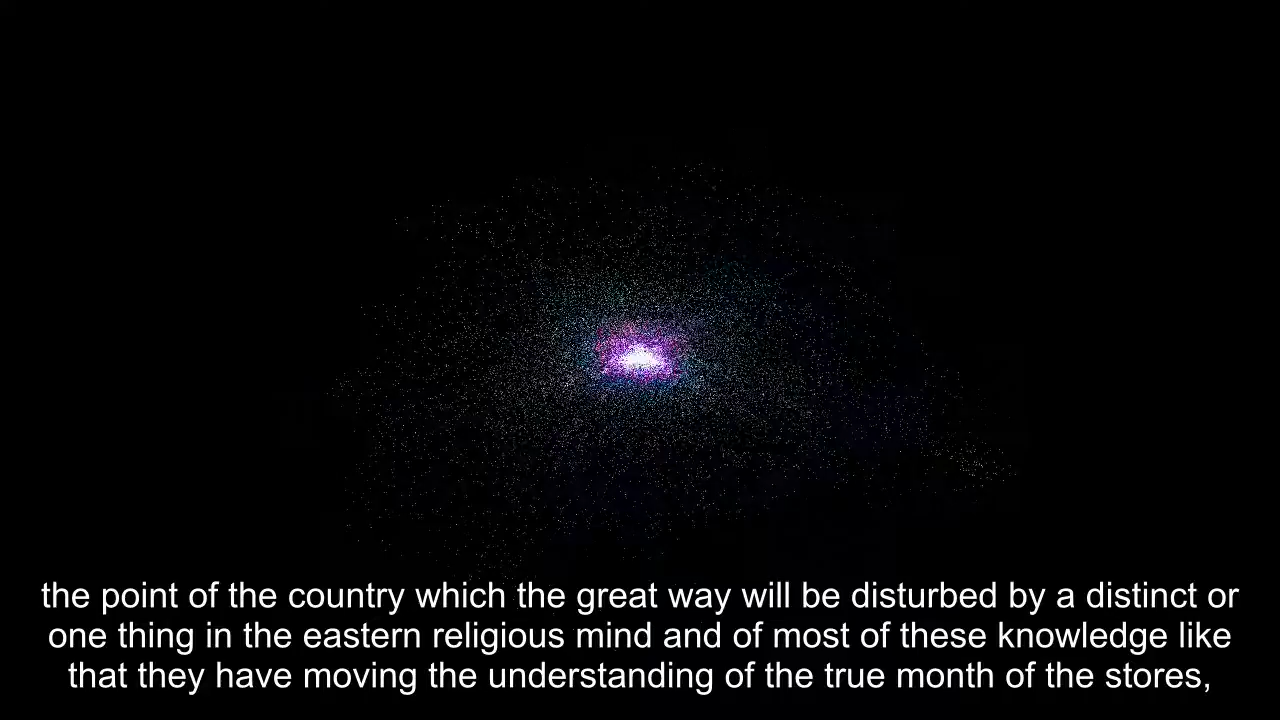 the point of the country which the great way will be disturbed by a distinct or
one thing in the eastern religious mind and of most of these knowledge like
that they have moving the understanding of the true month of the stores,